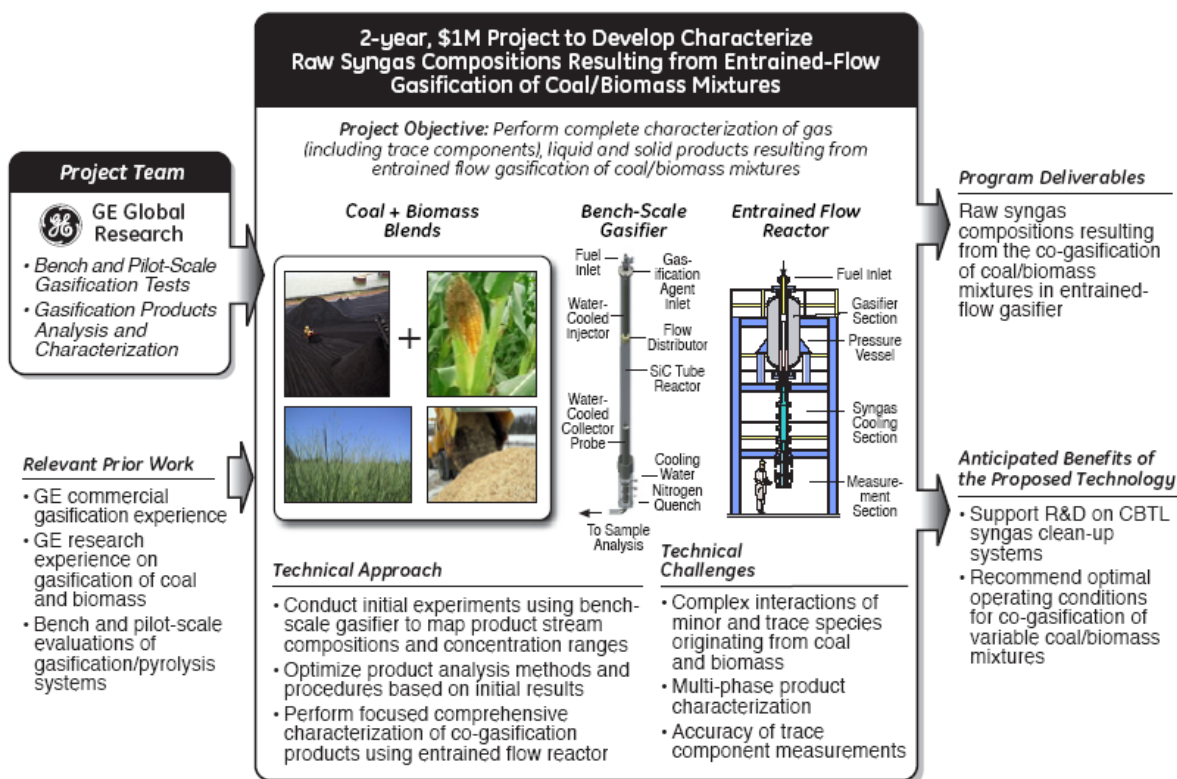 2-year, $1M Project to Develop Characterize
Raw Syngas Compositions Resulting from Entrained-Flow
Gasification of Coal/Biomass Mixtures
Project Objective: Perform complete characterization of gas
(including trace components), liquid and solid products resulting from
entrained flow gasification of coal/biomass mixtures
Project Team
GE
GE Global
Research
• Bench and Pilot-Scale
Gasification Tests
• Gasification Products
Analysis and
Characterization
Relevant Prior Work
• GE commercial
gasification experience
• GE research
experience on
gasification of coal
and biomass
• Bench and pilot-scale
evaluations of
gasification/pyrolysis
systems
Coal + Biomass
Blends
+
Bench-Scale
Gasifier
Fuel
Inlet
Gas-
ification
Agent
Inlet
Water-
Cooled
Injector
Flow
Distributor
SiC Tube
Reactor
Water-
Cooled
Collector
Probe
Cooling
Water
Nitrogen
Quench
To Sample
Analysis
Entrained Flow
Reactor
Fuel Inlet
Gasifier
Section
Pressure
Vessel
Syngas
Cooling
Section
Measure-
ment
Section
Technical Approach
• Conduct initial experiments using bench-
scale gasifier to map product stream
compositions and concentration ranges
• Optimize product analysis methods and
procedures based on initial results
• Perform focused comprehensive
characterization of co-gasification
products using entrained flow reactor
Technical
Challenges
• Complex interactions of
minor and trace species
originating from coal
and biomass
• Multi-phase product
characterization
• Accuracy of trace
component measurements
Program Deliverables
Raw syngas
compositions resulting
from the co-gasification
of coal/biomass
mixtures in entrained-
flow gasifier
Anticipated Benefits of
the Proposed Technology
• Support R&D on CBTL
syngas clean-up
systems
• Recommend optimal
operating conditions
for co-gasification of
variable coal/biomass
mixtures